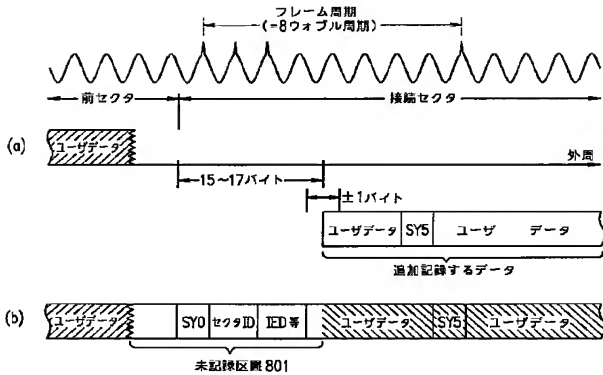 フレーム周期
(=8ウォブル周期)
前セクタ
接続セクタ
(a)
ユーザデータ
外周
15~17バイト
±1バイト
ユーザデータ SY5 ユーザ データ
追加記録するデータ
(b)
ユーザデータ SY0 セクタID IED等 ユーザデータ SY5 ユーザデータ
未記録区間801